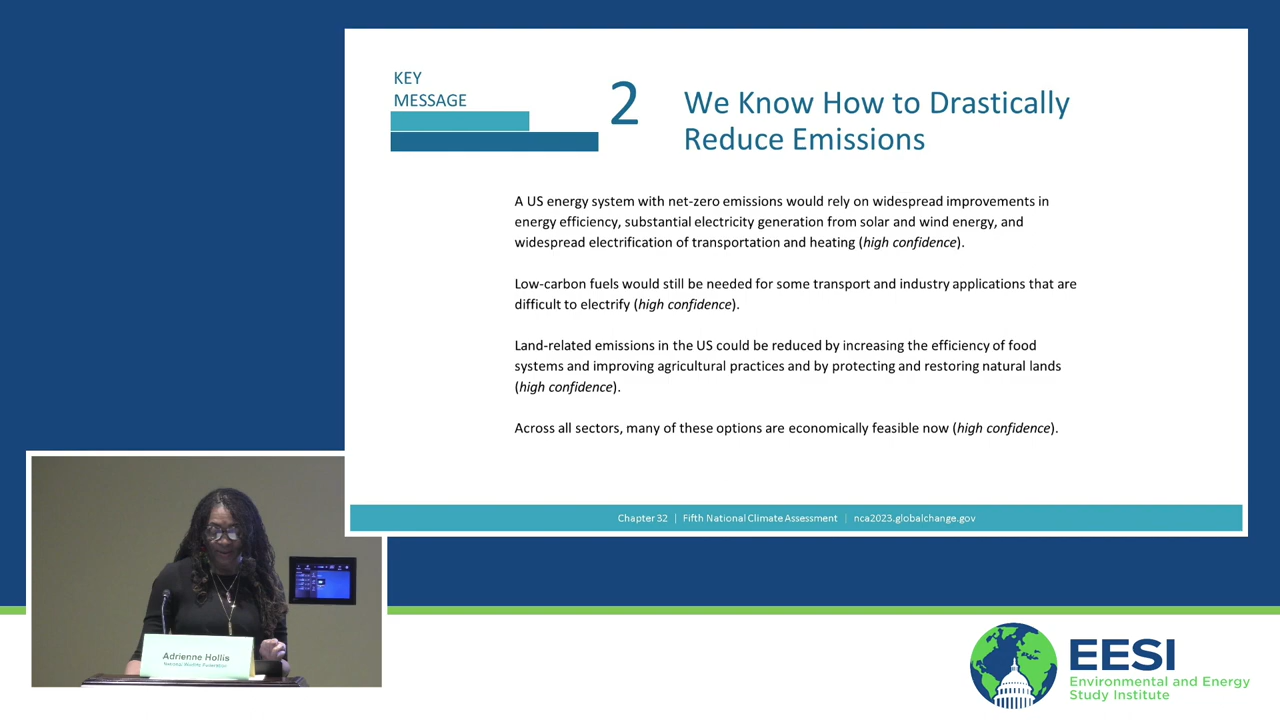 KEY
MESSAGE
2
We Know How to Drastically
Reduce Emissions
A US energy system with net-zero emissions would rely on widespread improvements in
energy efficiency, substantial electricity generation from solar and wind energy, and
widespread electrification of transportation and heating (high confidence).
Low-carbon fuels would still be needed for some transport and industry applications that are
difficult to electrify (high confidence).
Land-related emissions in the US could be reduced by increasing the efficiency of food
systems and improving agricultural practices and by protecting and restoring natural lands
(high confidence).
Across all sectors, many of these options are economically feasible now (high confidence).
Chapter 32 | Fifth National Climate Assessment | nca2023.globalchange.gov
Adrienne Hollis
National Wildlife Federation
EESI
Environmental and Energy
Study Institute